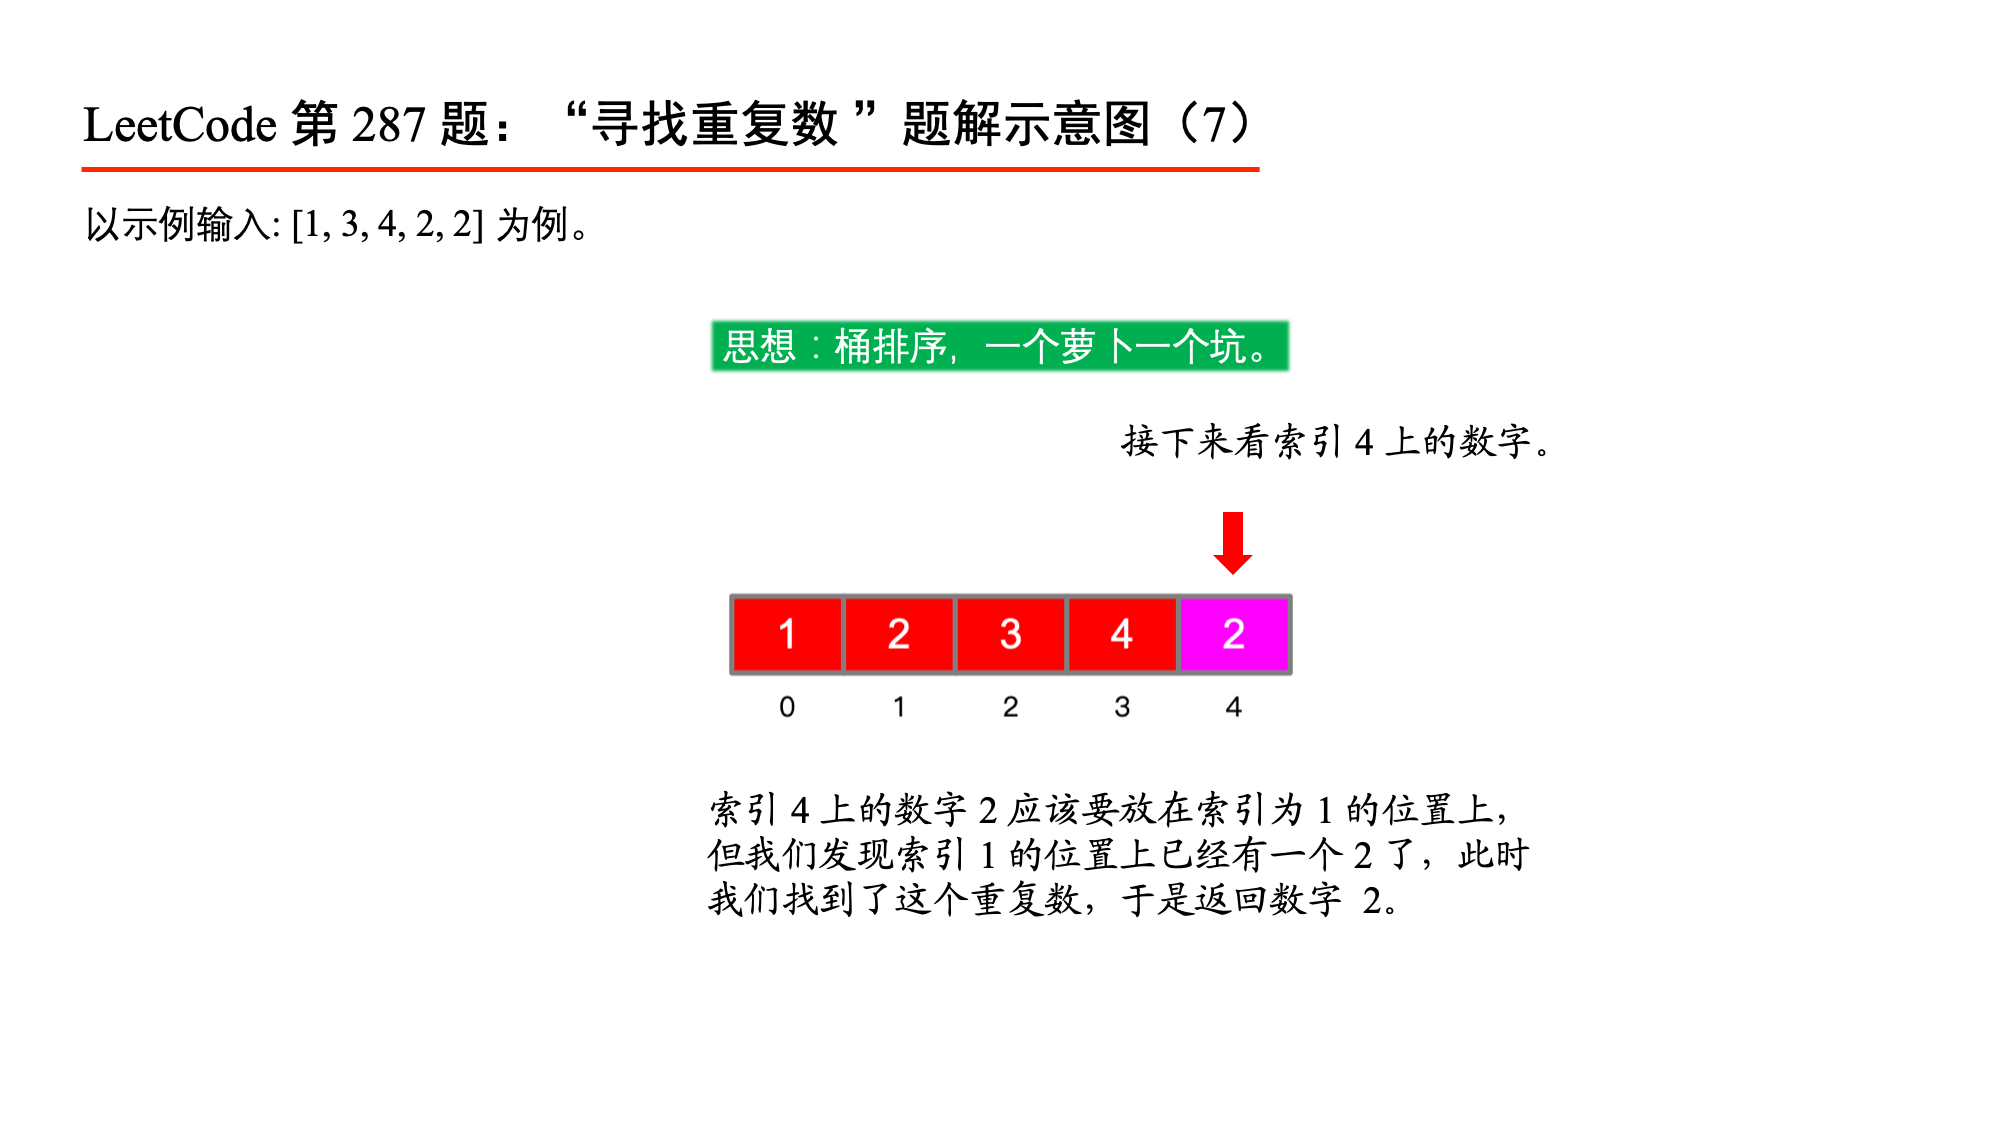 LeetCode 第 287 题：“寻找重复数 ”题解示意图（7）
以示例输入: [1, 3, 4, 2, 2] 为例。
思想：桶排序，一个萝卜一个坑。
接下来看索引 4 上的数字。
1 2 3 4 2
0 1 2 3 4
索引 4 上的数字 2 应该要放在索引为 1 的位置上，
但我们发现索引 1 的位置上已经有一个 2 了，此时
我们找到了这个重复数，于是返回数字 2。